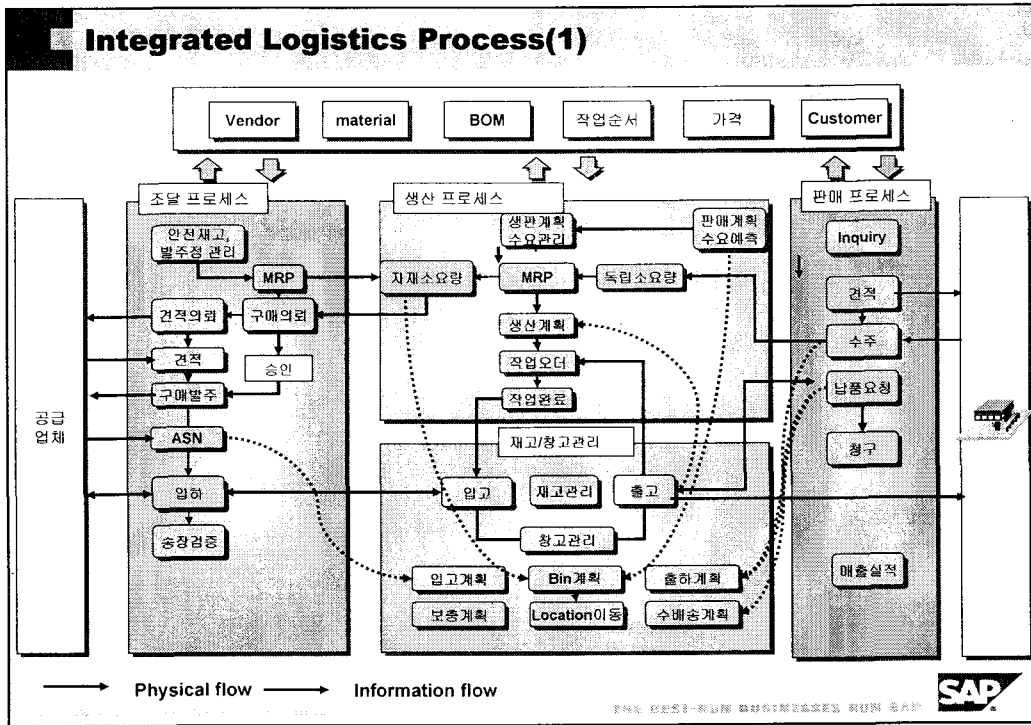 Integrated Logistics Process(1)
Vendor
material
BOM
작업순서
가격
Customer
조달 프로세스
생산 프로세스
판매 프로세스
안전재고,
발주정 관리
MRP
견적의뢰
구매의뢰
견적
승인
구매발주
ASN
입하
송장검증
공급
업체
생판계획
수요관리
판매계획
수요예측
자재소요량
MRP
독립소요량
생산계획
작업오더
작업완료
재고/창고관리
입고
재고관리
출고
창고관리
입고계획
Bin계획
출하계획
보충계획
Location이동
수배송계획
Inquiry
견적
수주
납품요청
청구
매출실적
Physical flow
Information flow
THE BEST-RUN BUSINESSES RUN SAP
SAP